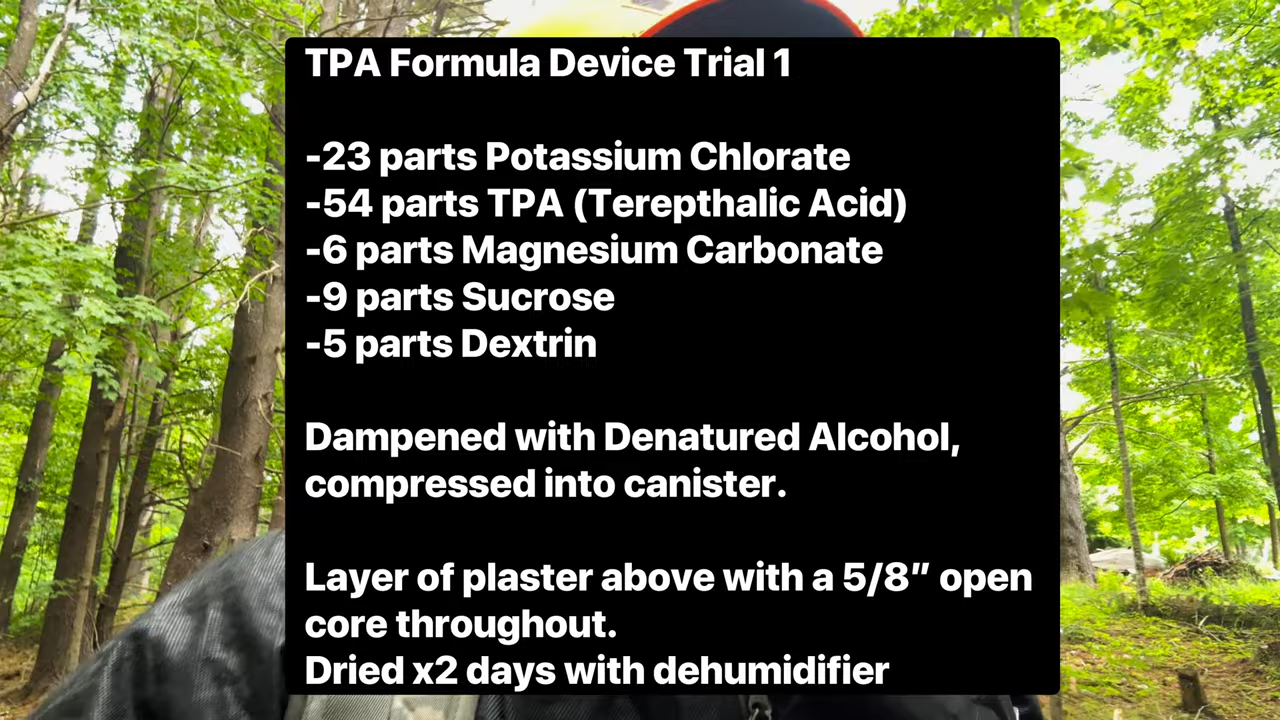 TPA Formula Device Trial 1
-23 parts Potassium Chlorate
-54 parts TPA (Terepthalic Acid)
-6 parts Magnesium Carbonate
-9 parts Sucrose
-5 parts Dextrin
Dampened with Denatured Alcohol,
compressed into canister.
Layer of plaster above with a 5/8” open
core throughout.
Dried x2 days with dehumidifier